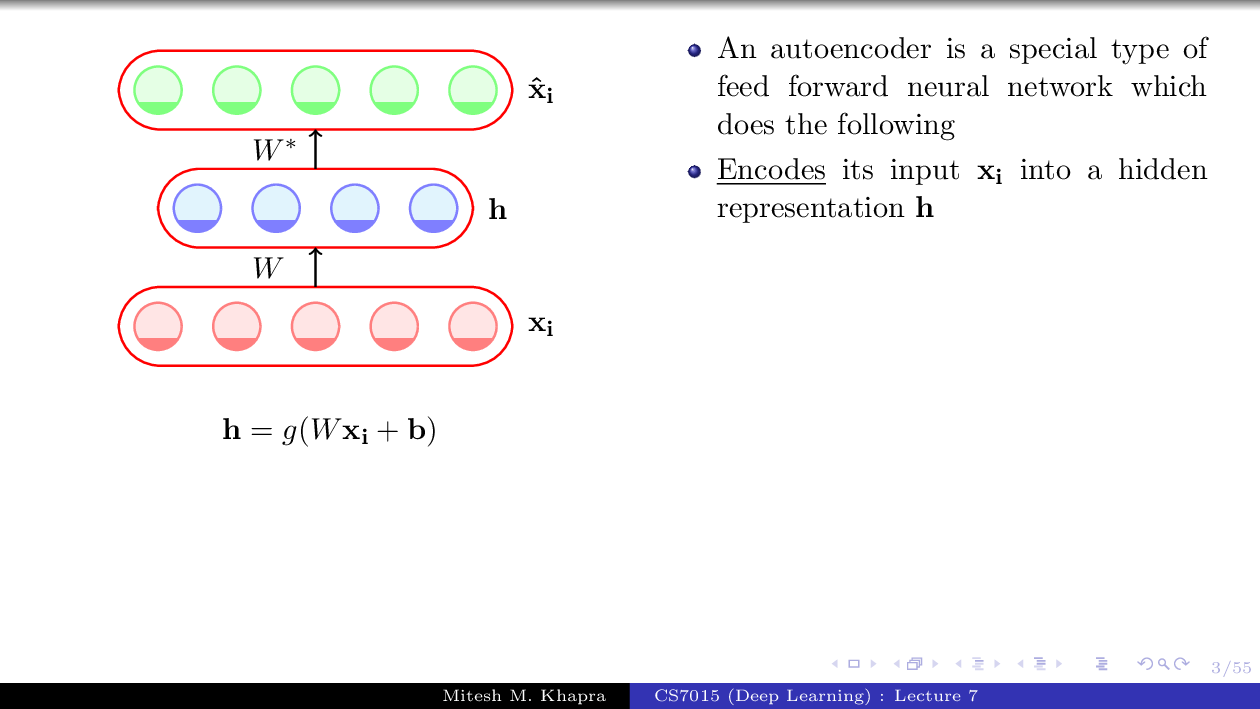 x̂ᵢ
W*
h
W
xᵢ
h = g(Wxᵢ + b)
An autoencoder is a special type of
feed forward neural network which
does the following
Encodes its input xᵢ into a hidden
representation h
3/55
Mitesh M. Khapra
CS7015 (Deep Learning) : Lecture 7